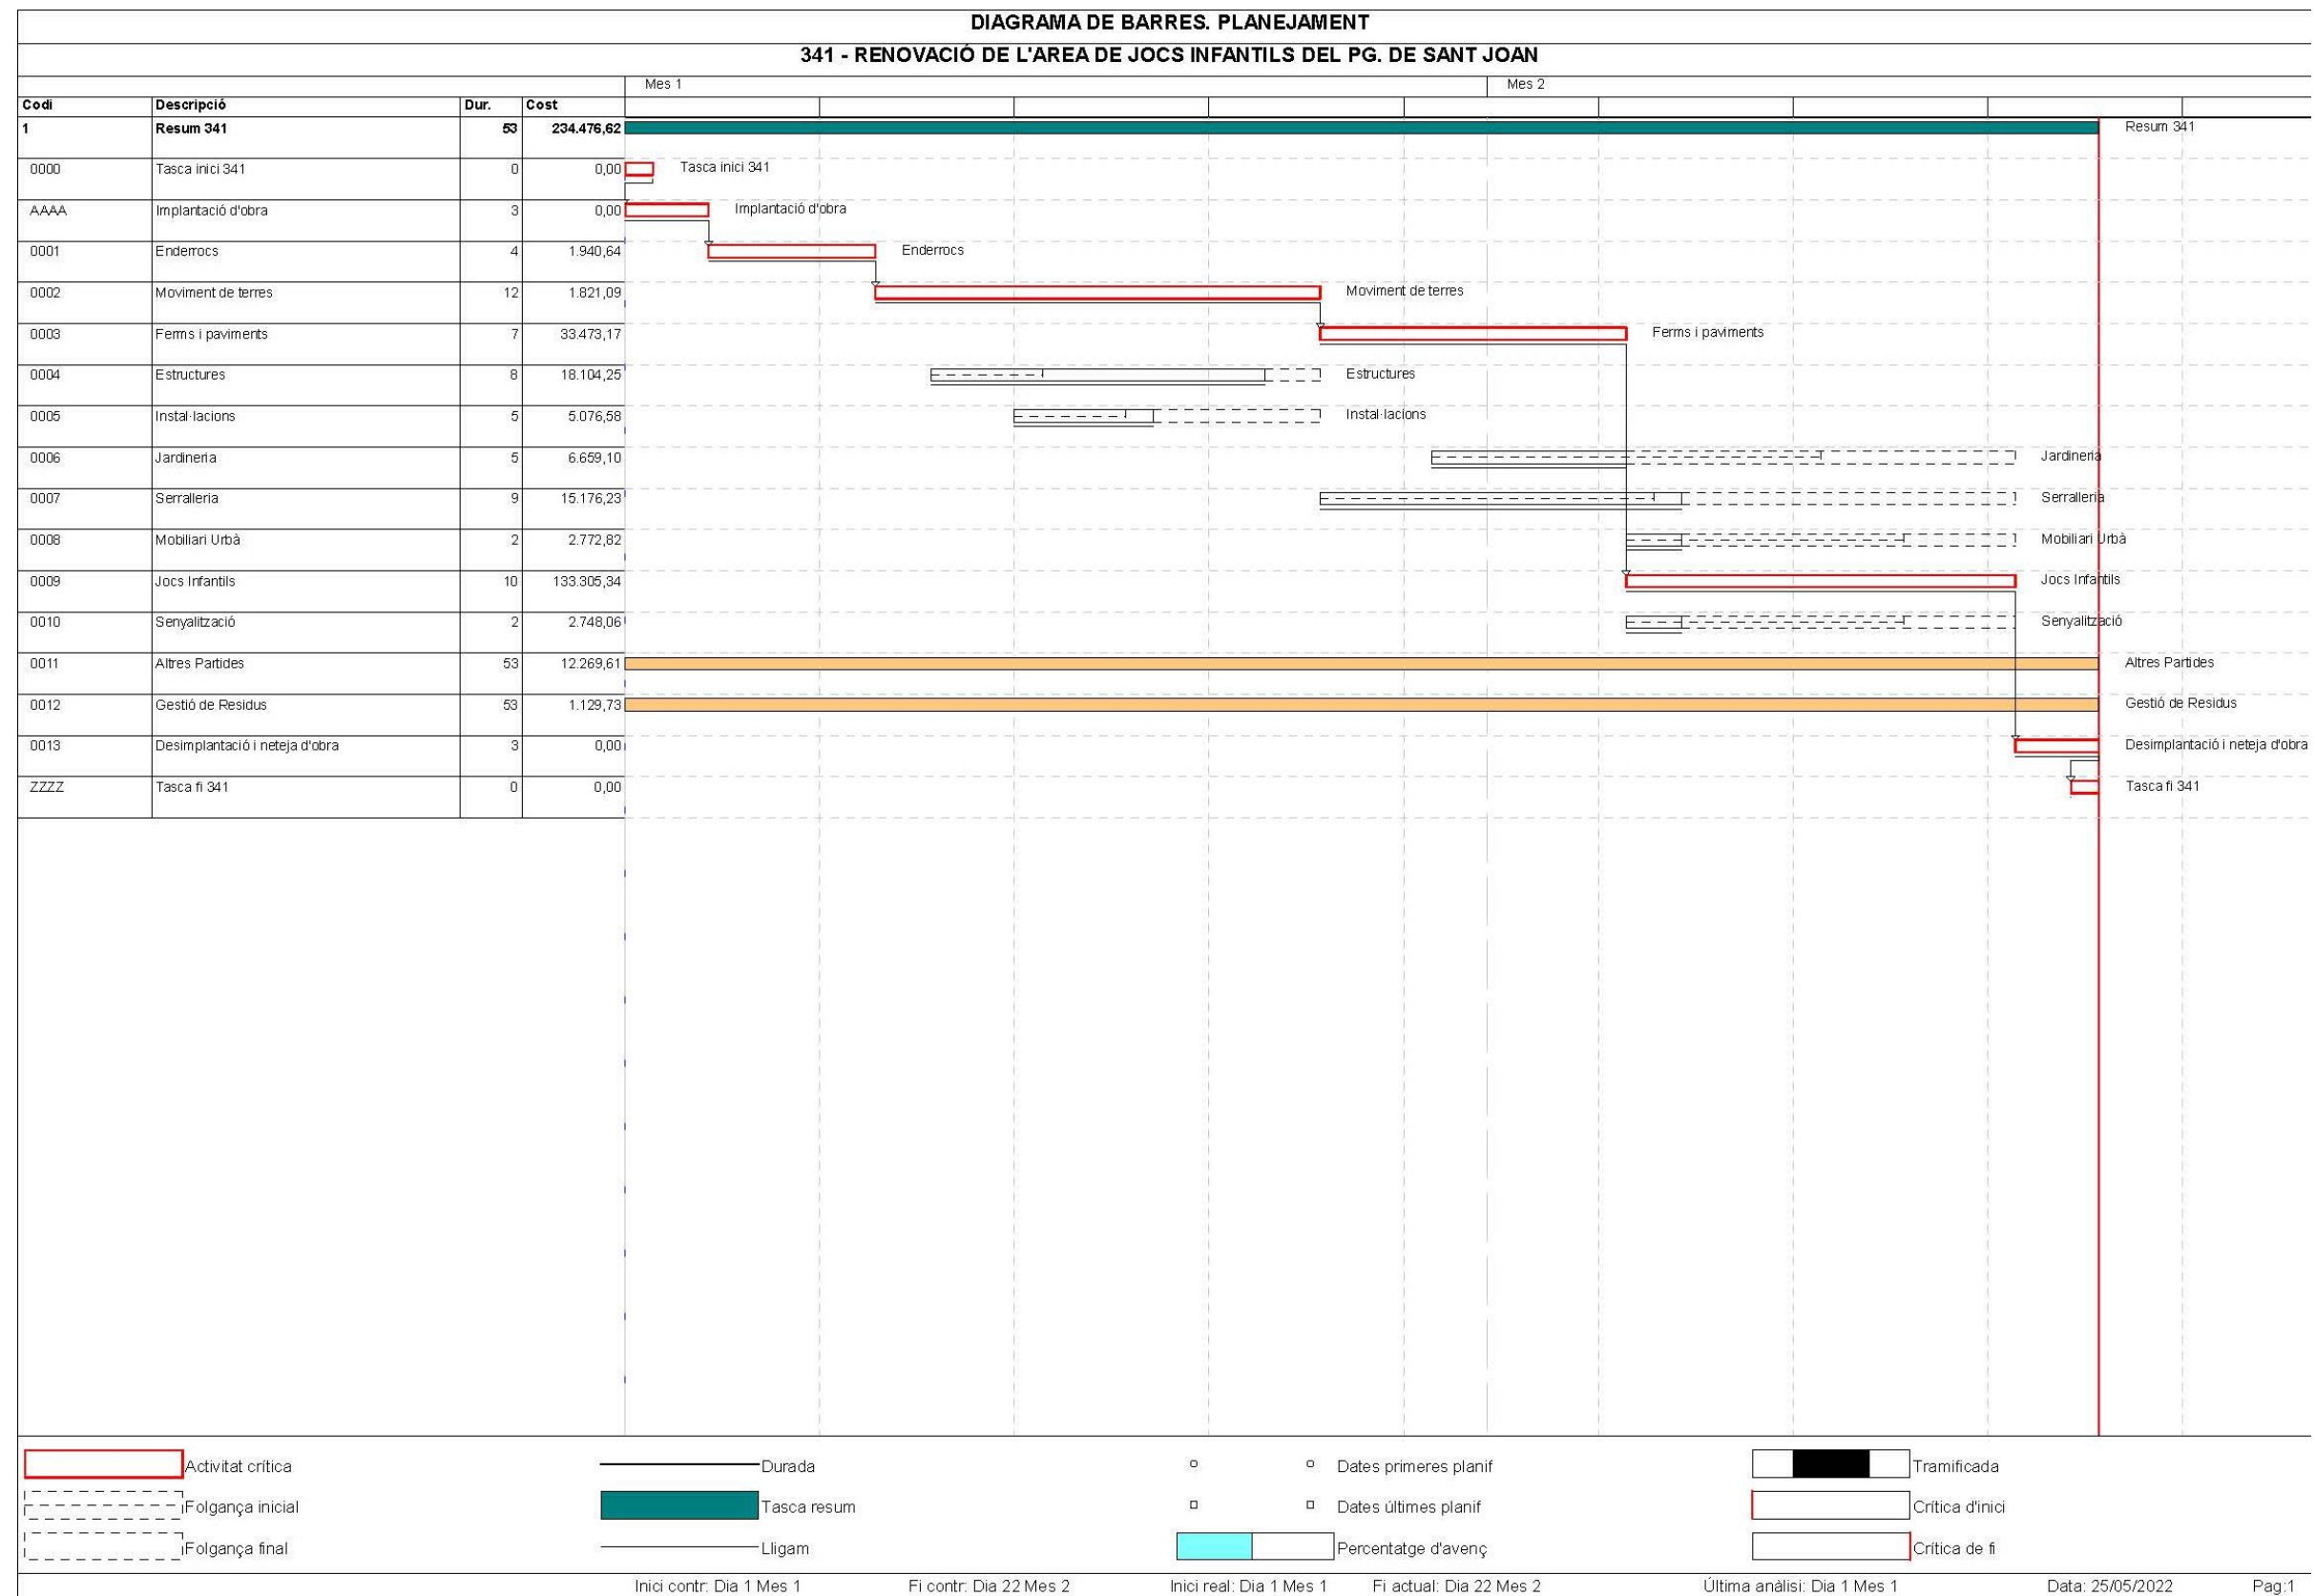 DIAGRAMA DE BARRES. PLANEJAMENT
341 - RENOVACIÓ DE L'AREA DE JOCS INFANTILS DEL PG. DE SANT JOAN
Mes 1 Mes 2
Codi Descripció Dur. Cost
1 Resum 341 53 234.476,62 Resum 341
0000 Tasca inici 341 0 0,00 Tasca inici 341
AAAA Implantació d'obra 3 0,00 Implantació d'obra
0001 Enderrocs 4 1.940,64 Enderrocs
0002 Moviment de terres 12 1.821,09 Moviment de terres
0003 Ferms i paviments 7 33.473,17 Ferms i paviments
0004 Estructures 8 18.104,25 Estructures
0005 Instal·lacions 5 5.076,58 Instal·lacions
0006 Jardineria 5 6.659,10 Jardineria
0007 Serralleria 9 15.176,23 Serralleria
0008 Mobiliari Urbà 2 2.772,82 Mobiliari Urbà
0009 Jocs Infantils 10 133.305,34 Jocs Infantils
0010 Senyalització 2 2.748,06 Senyalització
0011 Altres Partides 53 12.269,61 Altres Partides
0012 Gestió de Residus 53 1.129,73 Gestió de Residus
0013 Desimplantació i neteja d'obra 3 0,00 Desimplantació i neteja d'obra
ZZZZ Tasca fi 341 0 0,00 Tasca fi 341
Activitat crítica Durada Dates primeres planif Tramificada
Folgança inicial Tasca resum Dates últimes planif Crítica d'inici
Folgança final Lligam Percentatge d'avenç Crítica de fi
Inici contr: Dia 1 Mes 1 Fi contr: Dia 22 Mes 2 Inici real: Dia 1 Mes 1 Fi actual: Dia 22 Mes 2 Última anàlisi: Dia 1 Mes 1 Data: 25/05/2022 Pag:1